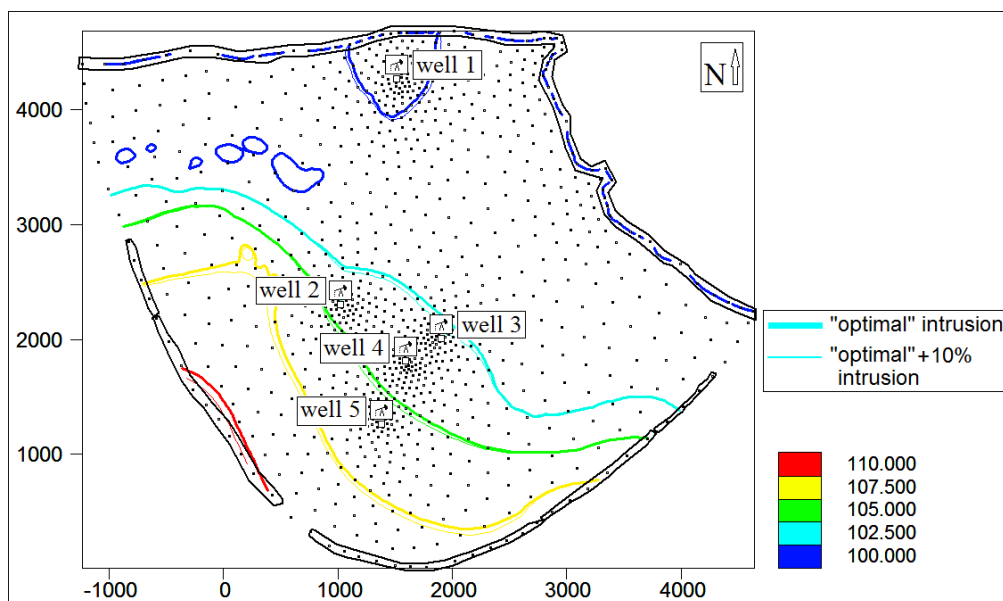 well 1
N
4000
3000
well 2
well 3
2000
well 4
well 5
1000
0
-1000 0 1000 2000 3000 4000
"optimal" intrusion
"optimal"+10%
intrusion
110.000
107.500
105.000
102.500
100.000